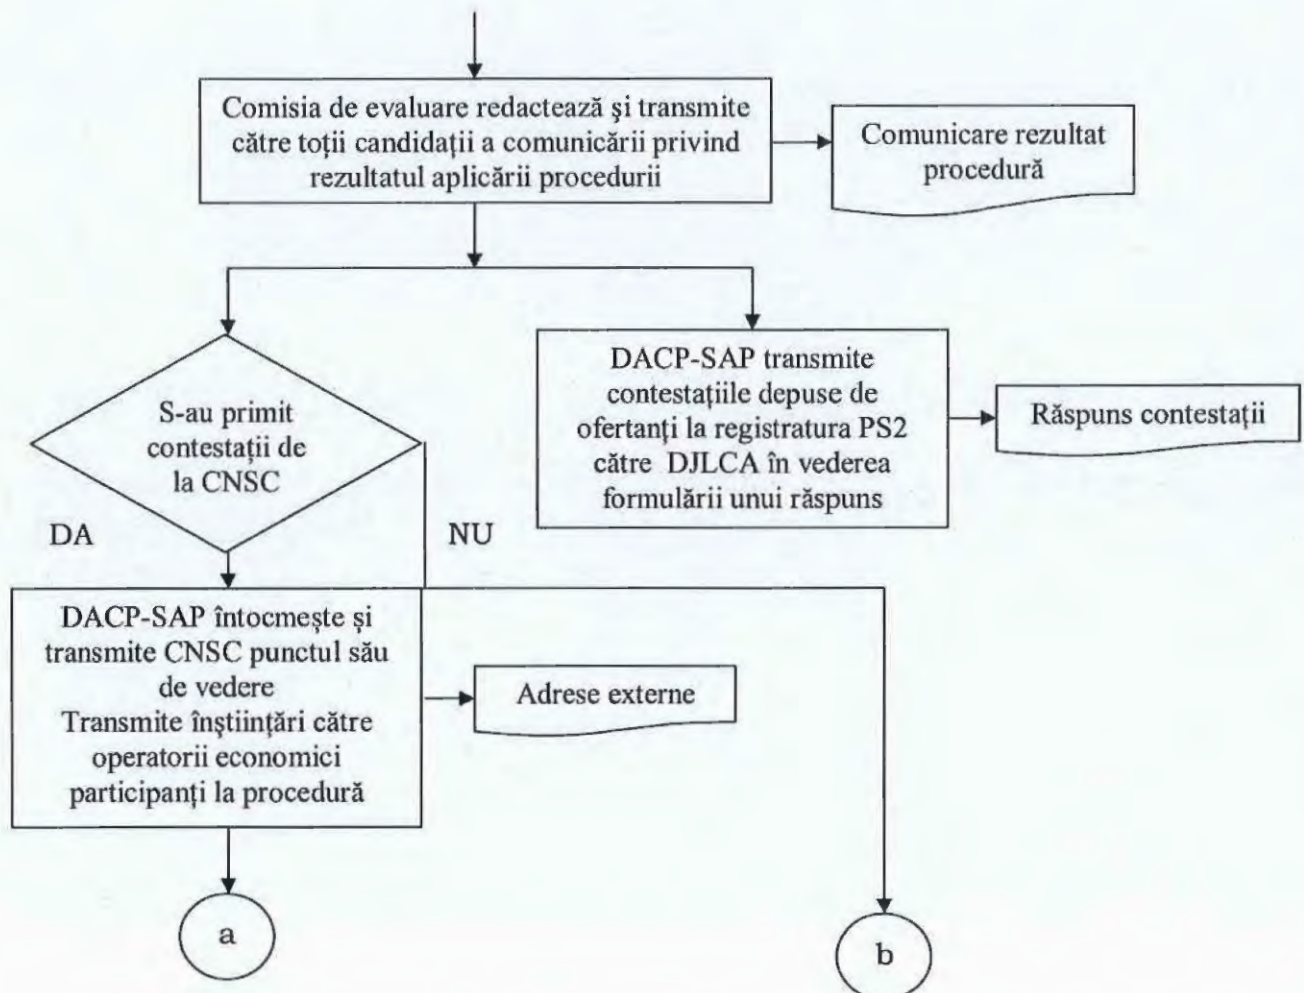 Comisia de evaluare redactează şi transmite
către toţii candidaţii a comunicării privind
rezultatul aplicării procedurii
Comunicare rezultat
procedură
S-au primit
contestaţii de
la CNSC
DACP-SAP transmite
contestaţiile depuse de
ofertanţi la registratura PS2
către DJLCA în vederea
formulării unui răspuns
Răspuns contestaţii
DA
NU
DACP-SAP întocmeşte şi
transmite CNSC punctul său
de vedere
Transmite înştiinţări către
operatorii economici
participanţi la procedură
Adrese externe
a
b